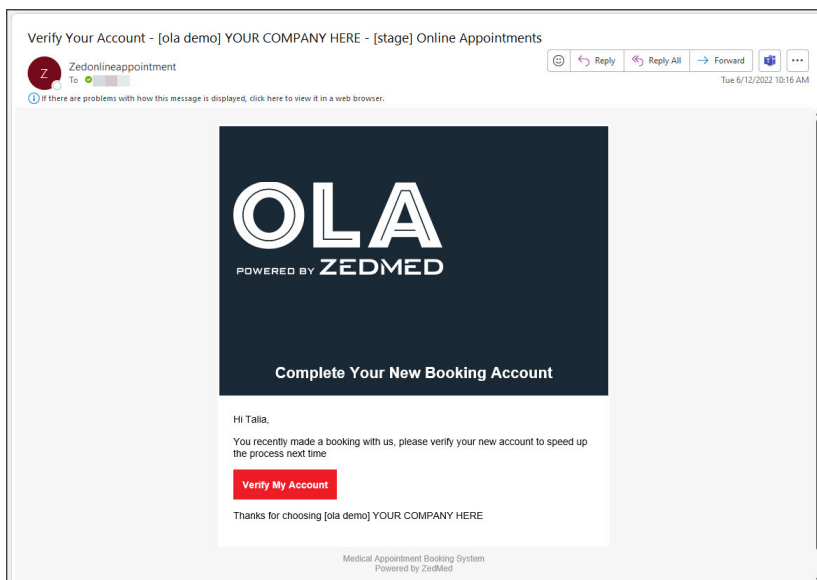 Verify Your Account - [ola demo] YOUR COMPANY HERE - [stage] Online Appointments
Z
Zedonlineappointment
To
Reply
Reply All
Forward
Tue 6/12/2022 10:16 AM
If there are problems with how this message is displayed, click here to view it in a web browser.
OLA
POWERED BY ZEDMED
Complete Your New Booking Account
Hi Talia,
You recently made a booking with us, please verify your new account to speed up
the process next time
Verify My Account
Thanks for choosing [ola demo] YOUR COMPANY HERE
Medical Appointment Booking System
Powered by ZedMed